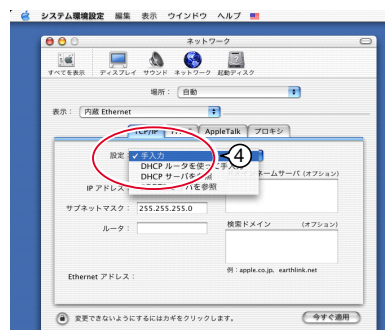 システム環境設定 編集 表示 ウインドウ ヘルプ
ネットワーク
すべてを表示 ディスプレイ サウンド ネットワーク 起動ディスク
場所： 自動
表示： 内蔵 Ethernet
TCP/IP AppleTalk プロキシ
設定 ✓手入力 ④
DHCP ルータを使って手入力
DHCP サーバを参照 ネームサーバ (オプション)
IP アドレス を参照
サブネットマスク： 255.255.255.0
ルータ： 検索ドメイン (オプション)
Ethernet アドレス：
例：apple.co.jp、earthlink.net
変更できないようにするにはカギをクリックします。 今すぐ適用